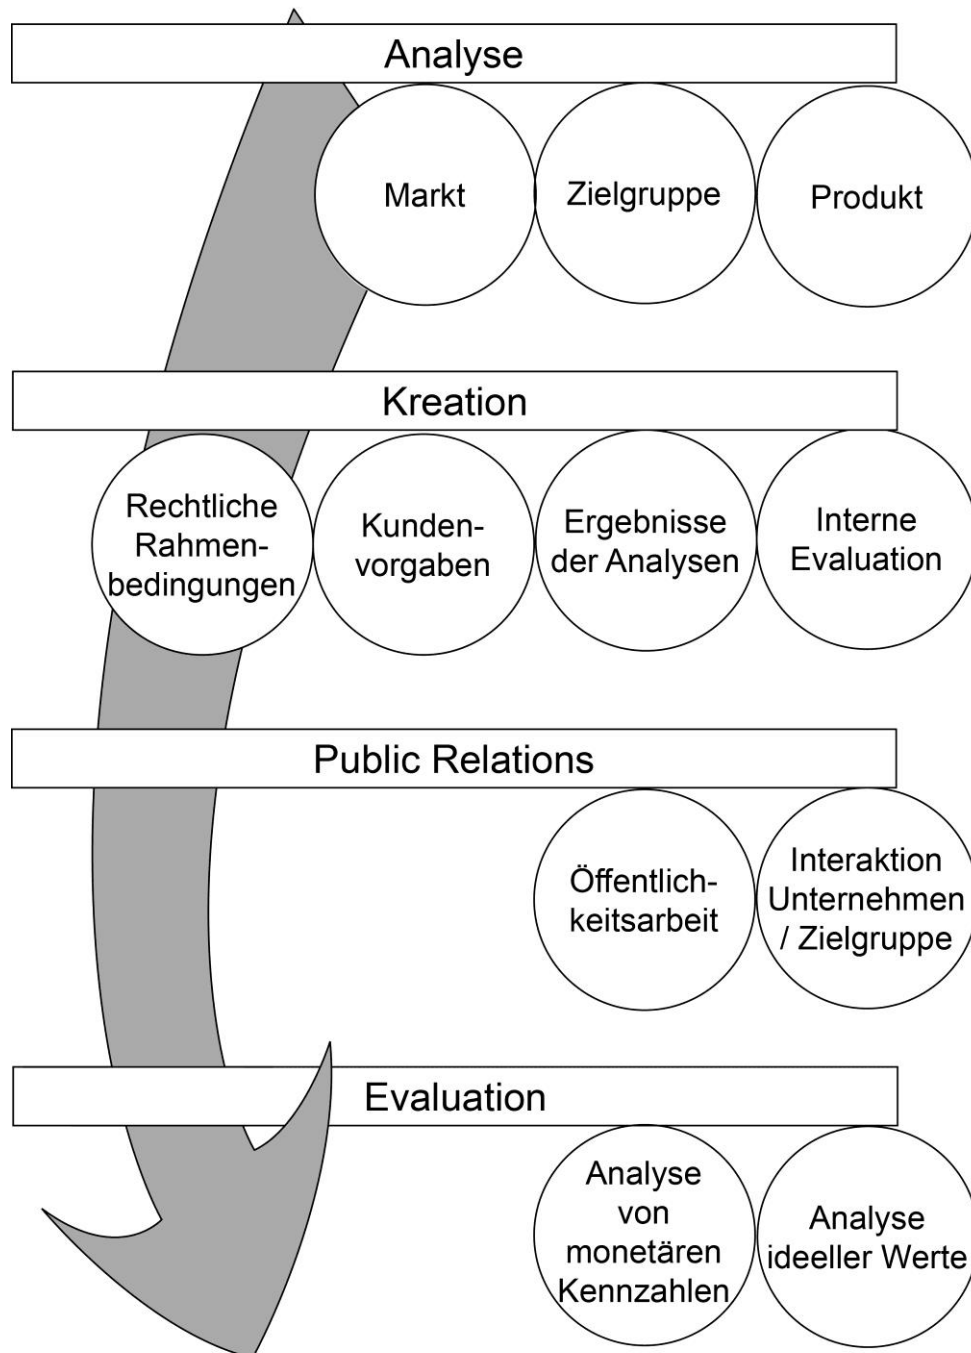 Analyse
Markt
Zielgruppe
Produkt
Kreation
Rechtliche
Rahmen-
bedingungen
Kunden-
vorgaben
Ergebnisse
der Analysen
Interne
Evaluation
Public Relations
Öffentlich-
keitsarbeit
Interaktion
Unternehmen
/ Zielgruppe
Evaluation
Analyse
von
monetären
Kennzahlen
Analyse
ideeller Werte